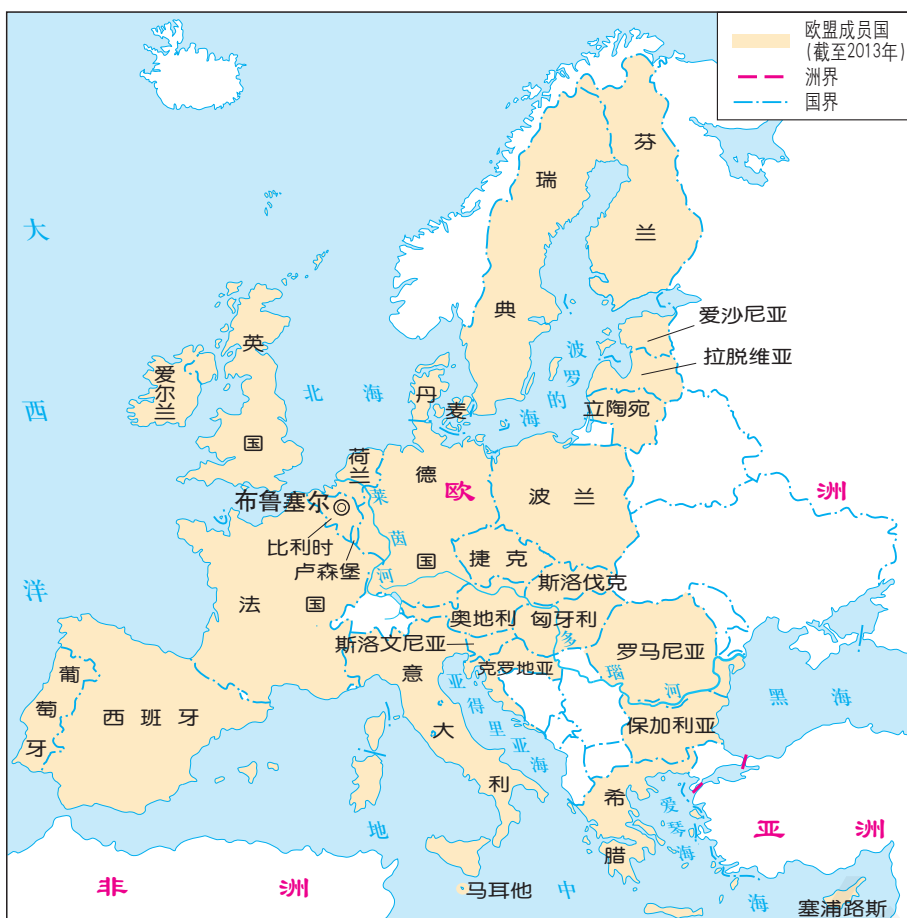 欧盟成员国
(截至2013年)
洲界
国界
大
西
洋
芬
兰
瑞
典
爱沙尼亚
拉脱维亚
立陶宛
波
罗
的
海
英
国
爱
尔
兰
北
海
丹
麦
荷
兰
德
国
欧
洲
波
兰
布鲁塞尔
比利时
卢森堡
莱
茵
河
捷
克
斯洛伐克
法
国
奥地利
匈牙利
斯洛文尼亚
克罗地亚
多
瑙
河
罗马尼亚
保加利亚
黑
海
葡
萄
牙
西
班
牙
意
大
利
亚
得
里
亚
海
希
腊
爱
琴
海
亚
洲
地
中
海
非
洲
马耳他
塞浦路斯